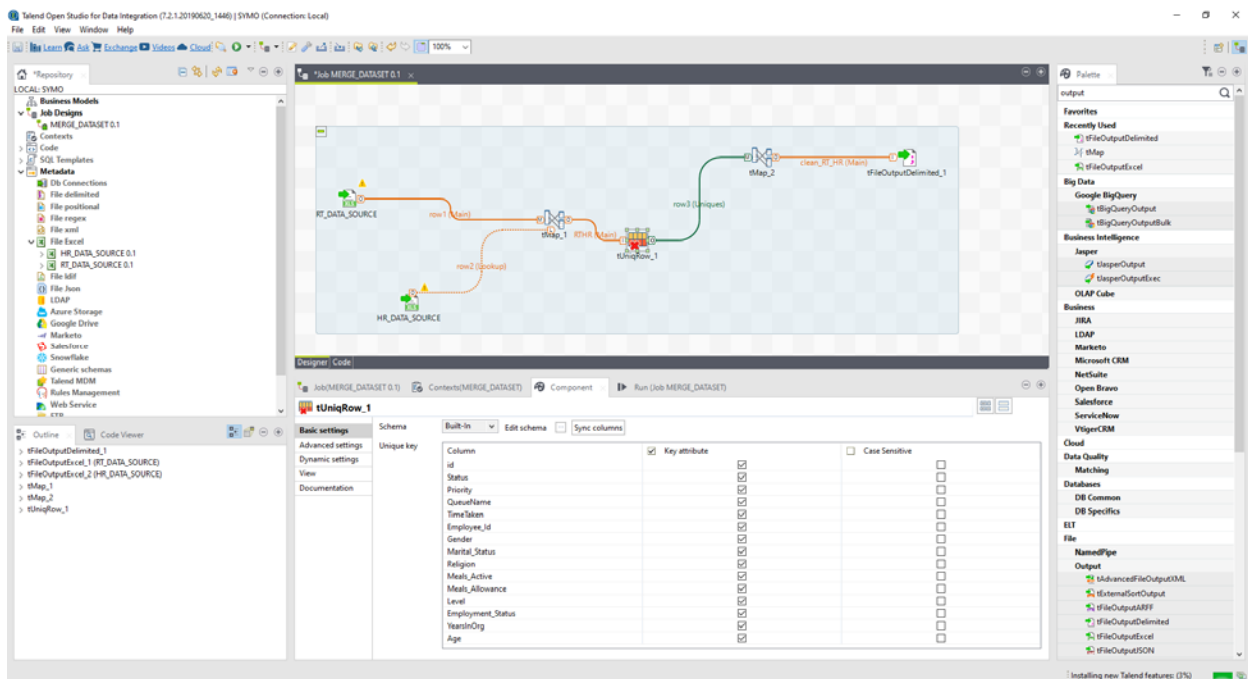 Talend Open Studio for Data Integration (7.2.1.20190620_1446) | SYMO (Connection: Local)
File Edit View Window Help
Learn Ask Exchange Videos Cloud 100%
*Repository
LOCAL: SYMO
Business Models
Job Designs
MERGE_DATASET 0.1
Contexts
Code
SQL Templates
Metadata
Db Connections
File delimited
File positional
File regex
File xml
File Excel
HR_DATA_SOURCE 0.1
RT_DATA_SOURCE 0.1
File ldif
File Json
LDAP
Azure Storage
Google Drive
Marketo
Salesforce
Snowflake
Generic schemas
Talend MDM
Rules Management
Web Service
FTP
Outline Code Viewer
tFileOutputDelimited_1
tFileOutputExcel_1 (RT_DATA_SOURCE)
tFileOutputExcel_2 (HR_DATA_SOURCE)
tMap_1
tMap_2
tUniqRow_1
*Job MERGE_DATASET 0.1
RT_DATA_SOURCE
row1 (Main)
row2 (Lookup)
HR_DATA_SOURCE
tMap_1
RTHR (Main)
tUniqRow_1
row3 (Uniques)
tMap_2
clean_RT_HR (Main)
tFileOutputDelimited_1
Designer Code
Job(MERGE_DATASET 0.1) Contexts(MERGE_DATASET) Component Run (Job MERGE_DATASET)
tUniqRow_1
Basic settings
Advanced settings
Dynamic settings
View
Documentation
Schema Built-In Edit schema Sync columns
Unique key
Column Key attribute Case Sensitive
id
Status
Priority
QueueName
TimeTaken
Employee_Id
Gender
Marital_Status
Religion
Meals_Active
Meals_Allowance
Level
Employment_Status
YearsInOrg
Age
Palette
output
Favorites
Recently Used
tFileOutputDelimited
tMap
tFileOutputExcel
Big Data
Google BigQuery
tBigQueryOutput
tBigQueryOutputBulk
Business Intelligence
Jasper
tJasperOutput
tJasperOutputExec
OLAP Cube
Business
JIRA
LDAP
Marketo
Microsoft CRM
NetSuite
Open Bravo
Salesforce
ServiceNow
VtigerCRM
Cloud
Data Quality
Matching
Databases
DB Common
DB Specifics
ELT
File
NamedPipe
Output
tAdvancedFileOutputXML
tExternalSortOutput
tFileOutputARFF
tFileOutputDelimited
tFileOutputExcel
tFileOutputJSON
Installing new Talend features: (3%)